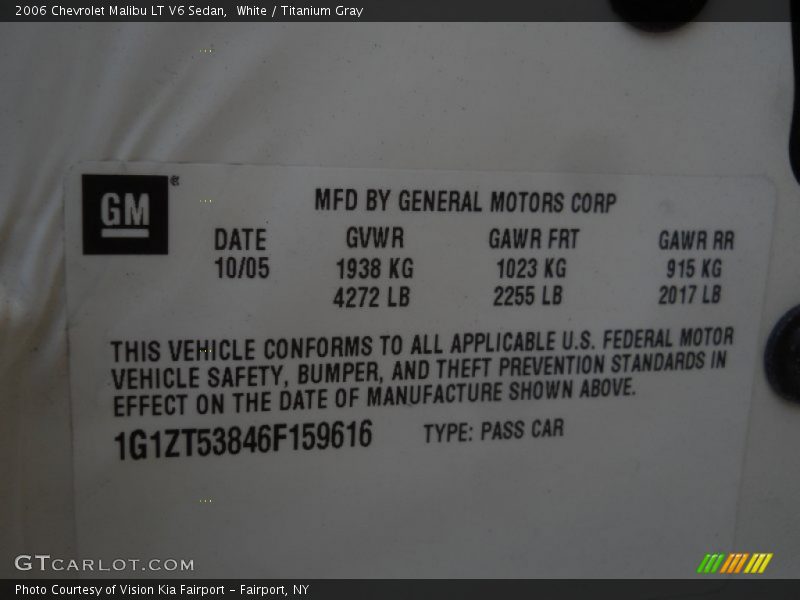 2006 Chevrolet Malibu LT V6 Sedan,  White / Titanium Gray
GM®
MFD BY GENERAL MOTORS CORP
DATE GVWR GAWR FRT GAWR RR
10/05 1938 KG 1023 KG 915 KG
4272 LB 2255 LB 2017 LB
THIS VEHICLE CONFORMS TO ALL APPLICABLE U.S. FEDERAL MOTOR
VEHICLE SAFETY, BUMPER, AND THEFT PREVENTION STANDARDS IN
EFFECT ON THE DATE OF MANUFACTURE SHOWN ABOVE.
1G1ZT53846F159616 TYPE: PASS CAR
GTCARLOT.COM
Photo Courtesy of Vision Kia Fairport - Fairport, NY